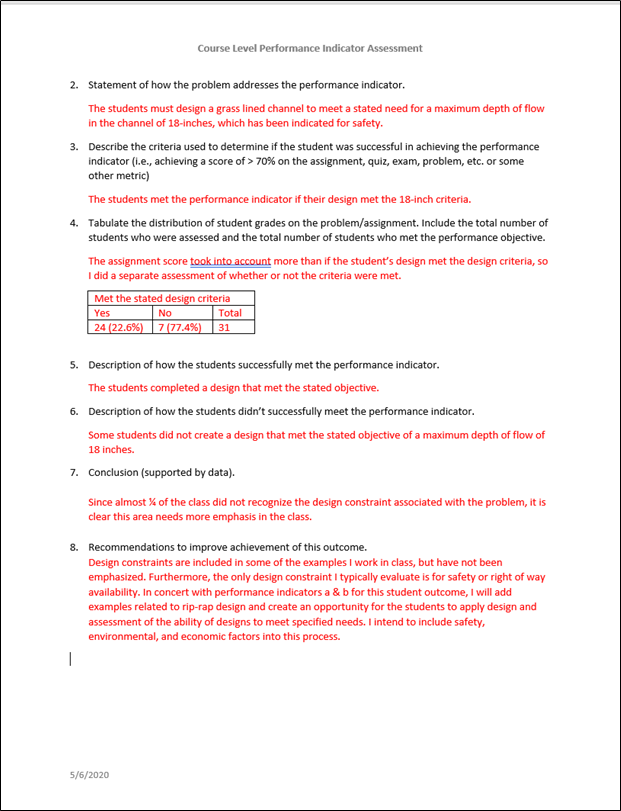 Course Level Performance Indicator Assessment
2. Statement of how the problem addresses the performance indicator.
The students must design a grass lined channel to meet a stated need for a maximum depth of flow
in the channel of 18-inches, which has been indicated for safety.
3. Describe the criteria used to determine if the student was successful in achieving the performance
indicator (i.e., achieving a score of > 70% on the assignment, quiz, exam, problem, etc. or some
other metric)
The students met the performance indicator if their design met the 18-inch criteria.
4. Tabulate the distribution of student grades on the problem/assignment. Include the total number of
students who were assessed and the total number of students who met the performance objective.
The assignment score took into account more than if the student's design met the design criteria, so
I did a separate assessment of whether or not the criteria were met.
Met the stated design criteria
Yes No Total
24 (22.6%) 7 (77.4%) 31
5. Description of how the students successfully met the performance indicator.
The students completed a design that met the stated objective.
6. Description of how the students didn't successfully meet the performance indicator.
Some students did not create a design that met the stated objective of a maximum depth of flow of
18 inches.
7. Conclusion (supported by data).
Since almost ¼ of the class did not recognize the design constraint associated with the problem, it is
clear this area needs more emphasis in the class.
8. Recommendations to improve achievement of this outcome.
Design constraints are included in some of the examples I work in class, but have not been
emphasized. Furthermore, the only design constraint I typically evaluate is for safety or right of way
availability. In concert with performance indicators a & b for this student outcome, I will add
examples related to rip-rap design and create an opportunity for the students to apply design and
assessment of the ability of designs to meet specified needs. I intend to include safety,
environmental, and economic factors into this process.
5/6/2020